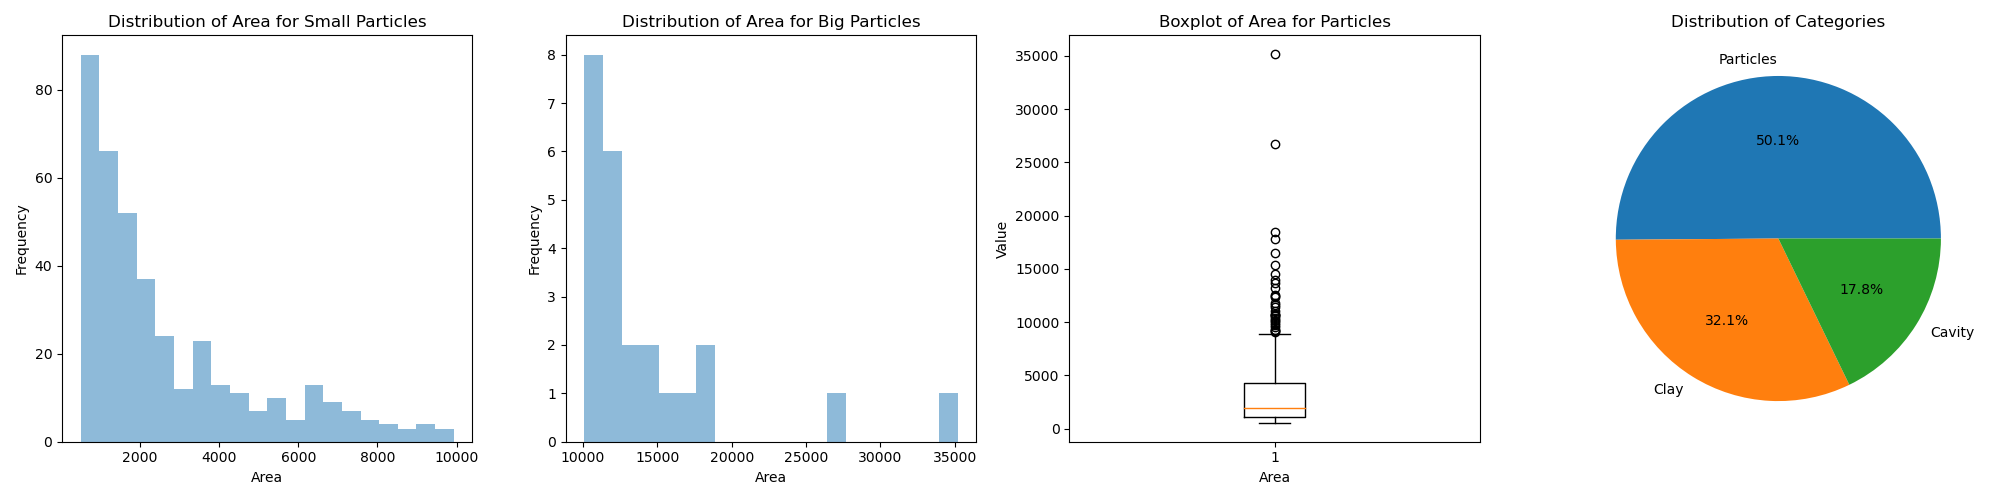 Distribution of Area for Small Particles
Frequency
80
60
40
20
0
2000 4000 6000 8000 10000
Area
Distribution of Area for Big Particles
Frequency
8
7
6
5
4
3
2
1
0
10000 15000 20000 25000 30000 35000
Area
Boxplot of Area for Particles
Value
35000
30000
25000
20000
15000
10000
5000
0
1
Area
Distribution of Categories
Particles
50.1%
17.8%
32.1%
Cavity
Clay